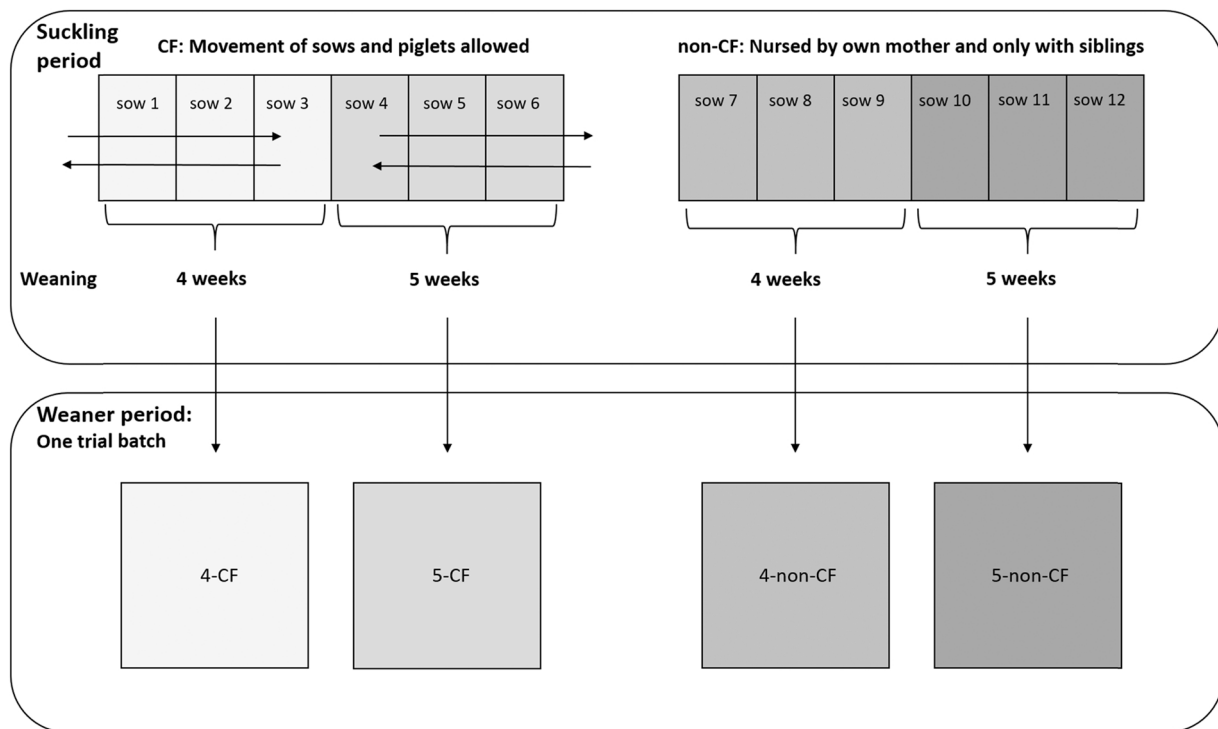 Suckling
period
CF: Movement of sows and piglets allowed
non-CF: Nursed by own mother and only with siblings
sow 1
sow 2
sow 3
sow 4
sow 5
sow 6
sow 7
sow 8
sow 9
sow 10
sow 11
sow 12
Weaning
4 weeks
5 weeks
4 weeks
5 weeks
Weaner period:
One trial batch
4-CF
5-CF
4-non-CF
5-non-CF